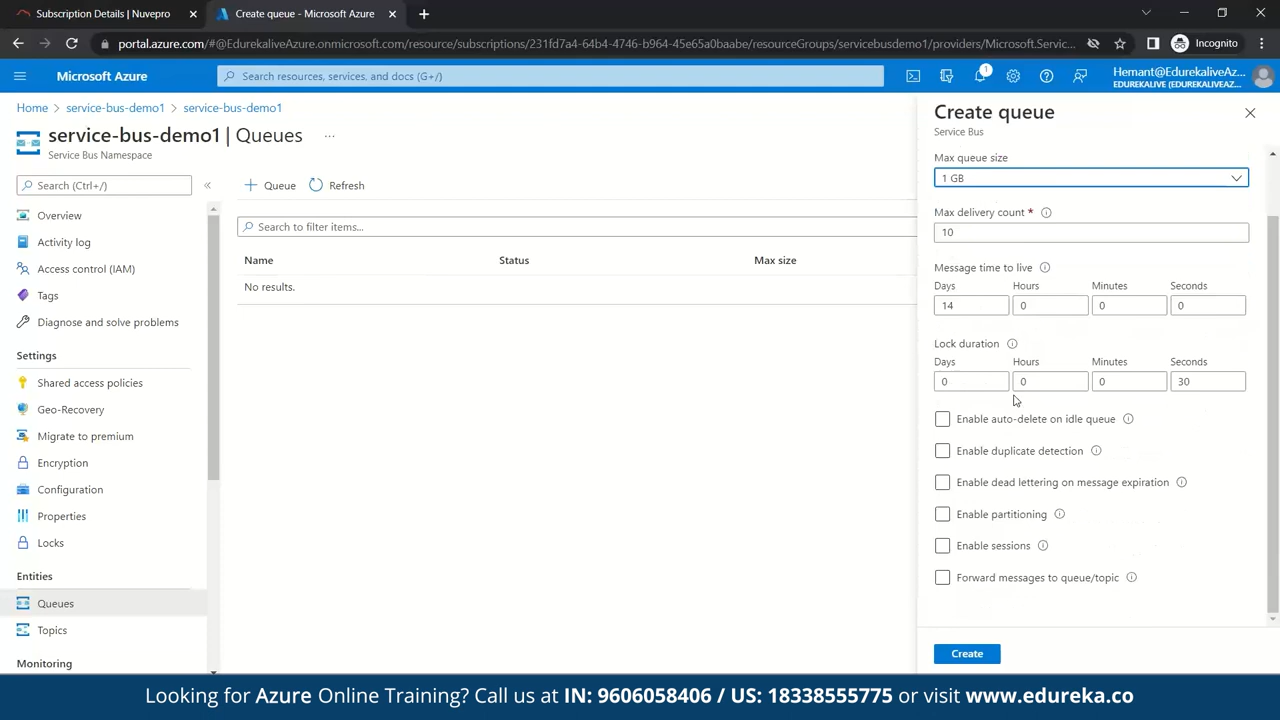 Subscription Details | Nuvepro
Create queue - Microsoft Azure
portal.azure.com/#@EdurekaliveAzure.onmicrosoft.com/resource/subscriptions/231fd7a4-64b4-4746-b964-45e65a0baabe/resourceGroups/servicebusdemo1/providers/Microsoft.Servic...
Incognito
Microsoft Azure
Search resources, services, and docs (G+/)
1
Hemant@EdurekaliveAz...
EDUREKALIVE (EDUREKALIVEAZ...
Home > service-bus-demo1 > service-bus-demo1
service-bus-demo1 | Queues ...
Service Bus Namespace
Search (Ctrl+/)
«
Overview
Activity log
Access control (IAM)
Tags
Diagnose and solve problems
Settings
Shared access policies
Geo-Recovery
Migrate to premium
Encryption
Configuration
Properties
Locks
Entities
Queues
Topics
Monitoring
+ Queue Refresh
Search to filter items...
Name Status Max size
No results.
Create queue
Service Bus
Max queue size
1 GB
Max delivery count *
10
Message time to live
Days Hours Minutes Seconds
14 0 0 0
Lock duration
Days Hours Minutes Seconds
0 0 0 30
Enable auto-delete on idle queue
Enable duplicate detection
Enable dead lettering on message expiration
Enable partitioning
Enable sessions
Forward messages to queue/topic
Create
Looking for Azure Online Training? Call us at IN: 9606058406 / US: 18338555775 or visit www.edureka.co